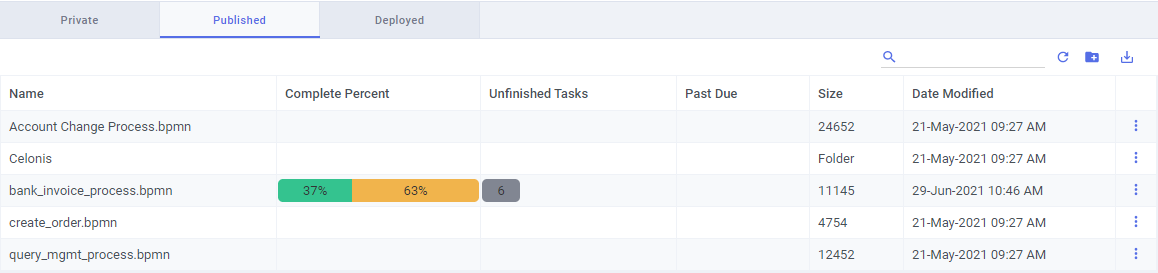 Private Published Deployed
Name Complete Percent Unfinished Tasks Past Due Size Date Modified
Account Change Process.bpmn 24652 21-May-2021 09:27 AM
Celonis Folder 21-May-2021 09:27 AM
bank_invoice_process.bpmn 37% 63% 6 11145 29-Jun-2021 10:46 AM
create_order.bpmn 4754 21-May-2021 09:27 AM
query_mgmt_process.bpmn 12452 21-May-2021 09:27 AM